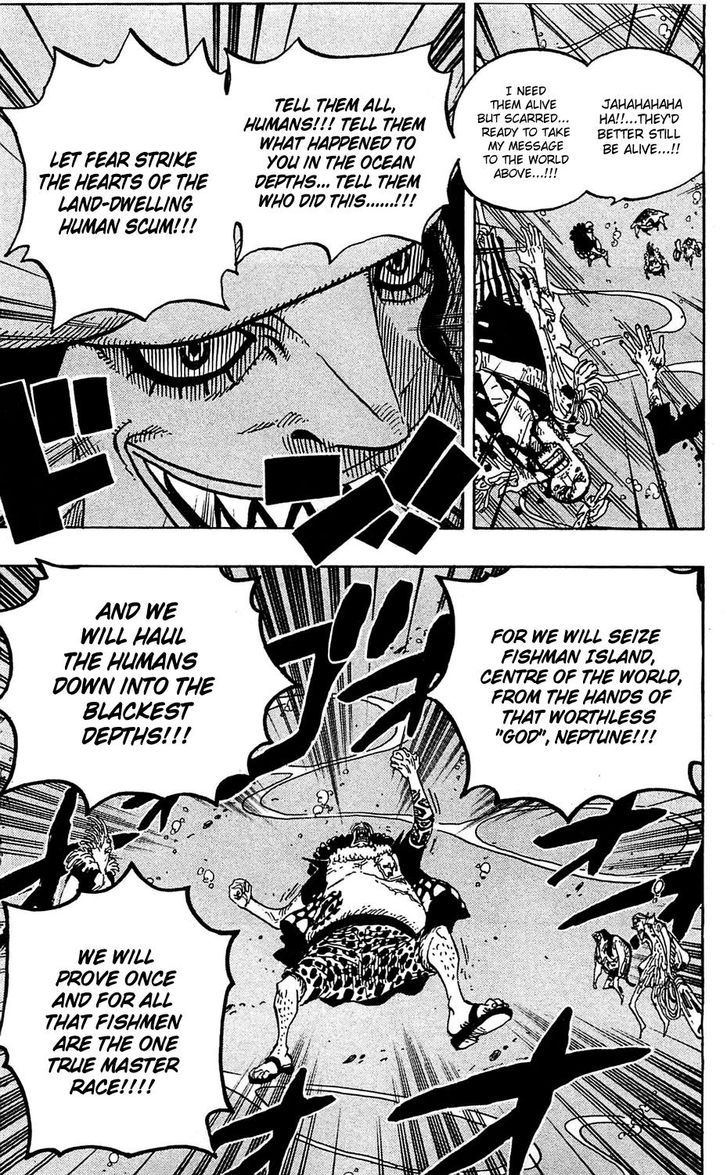 JAHAHAHAHA
HA!!...THEY'D
BETTER STILL
BE ALIVE...!!
I NEED
THEM ALIVE
BUT SCARRED...
READY TO TAKE
MY MESSAGE
TO THE WORLD
ABOVE...!!!
TELL THEM ALL,
HUMANS!!! TELL THEM
WHAT HAPPENED TO
YOU IN THE OCEAN
DEPTHS... TELL THEM
WHO DID THIS......!!!
LET FEAR STRIKE
THE HEARTS OF THE
LAND-DWELLING
HUMAN SCUM!!!
ドドン
FOR WE WILL SEIZE
FISHMAN ISLAND,
CENTRE OF THE WORLD,
FROM THE HANDS OF
THAT WORTHLESS
"GOD", NEPTUNE!!!
AND WE
WILL HAUL
THE HUMANS
DOWN INTO THE
BLACKEST
DEPTHS!!!
WE WILL
PROVE ONCE
AND FOR ALL
THAT FISHMEN
ARE THE ONE
TRUE MASTER
RACE!!!!